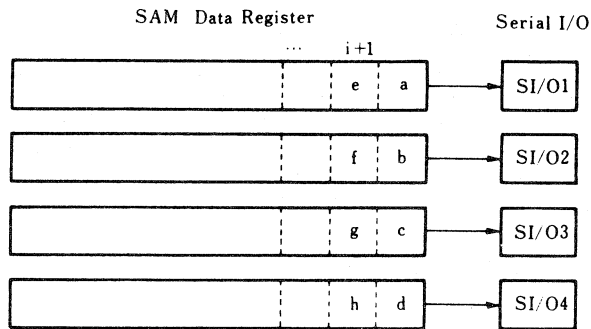 SAM Data Register
Serial I/O
... i+1
e a SI/O1
f b SI/O2
g c SI/O3
h d SI/O4